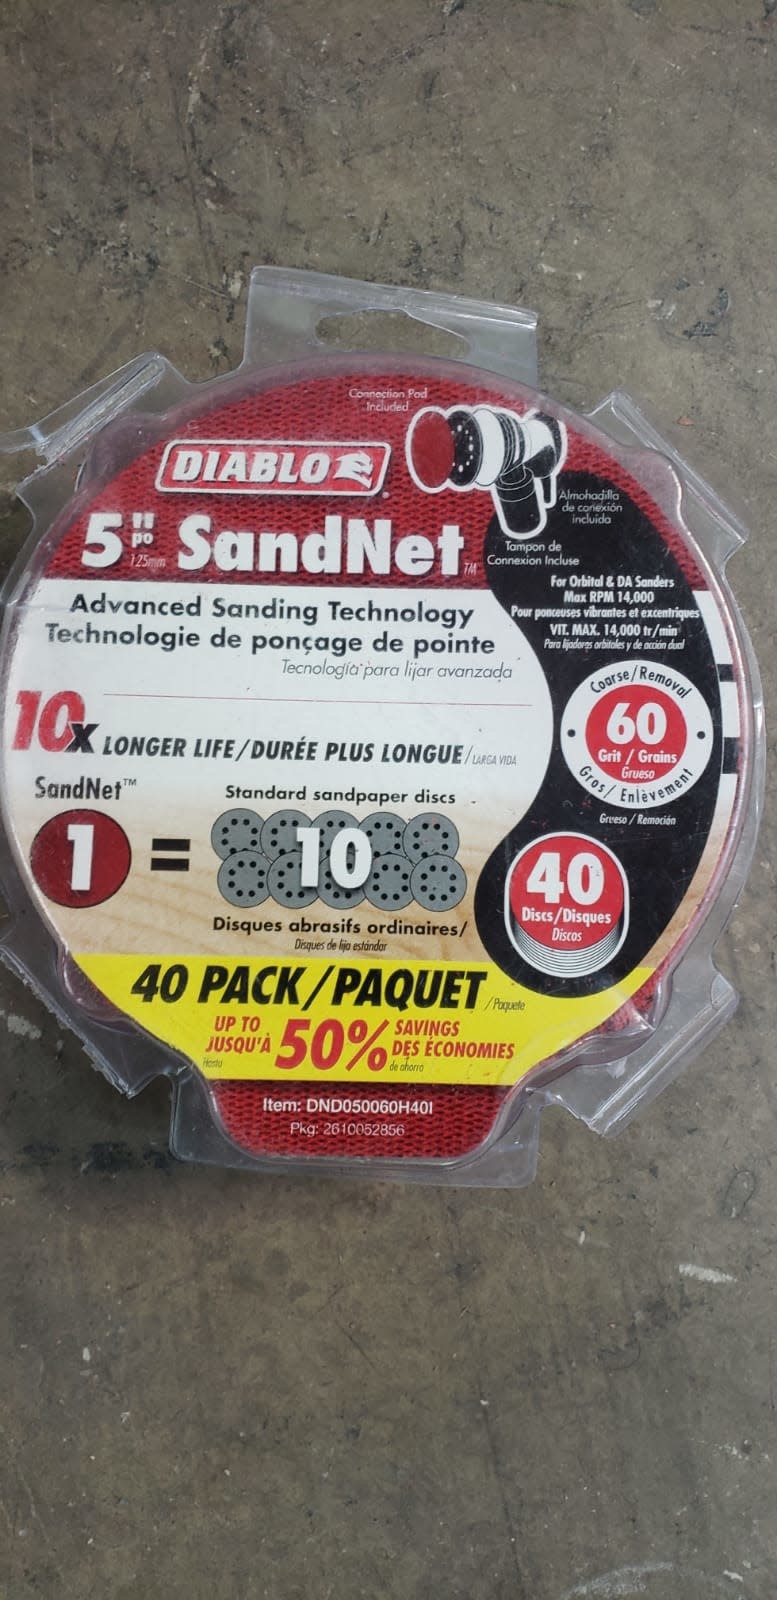 Connection Pad
Included
DIABLO
Almohadilla
de conexión
incluida
5" po
125mm
SandNet™
Tampon de
Connexion Incluse
For Orbital & DA Sanders
Max RPM 14,000
Pour ponceuses vibrantes et excentriques
VIT. MAX. 14,000 tr/min
Para lijadoras orbitales y de acción dual
Advanced Sanding Technology
Technologie de ponçage de pointe
Tecnología para lijar avanzada
Coarse/Removal
60
Grit / Grains
Grueso
Gros/Enlèvement
Grueso / Remoción
10x LONGER LIFE/DURÉE PLUS LONGUE/LARGA VIDA
SandNet™
1
=
Standard sandpaper discs
10
Disques abrasifs ordinaires/
Disques de lija estándar
40
Discs/Disques
Discos
40 PACK/PAQUET/Paquete
UP TO
JUSQU'À
Hasta
50%
SAVINGS
DES ÉCONOMIES
de ahorro
Item: DND050060H40I
Pkg: 2610052856